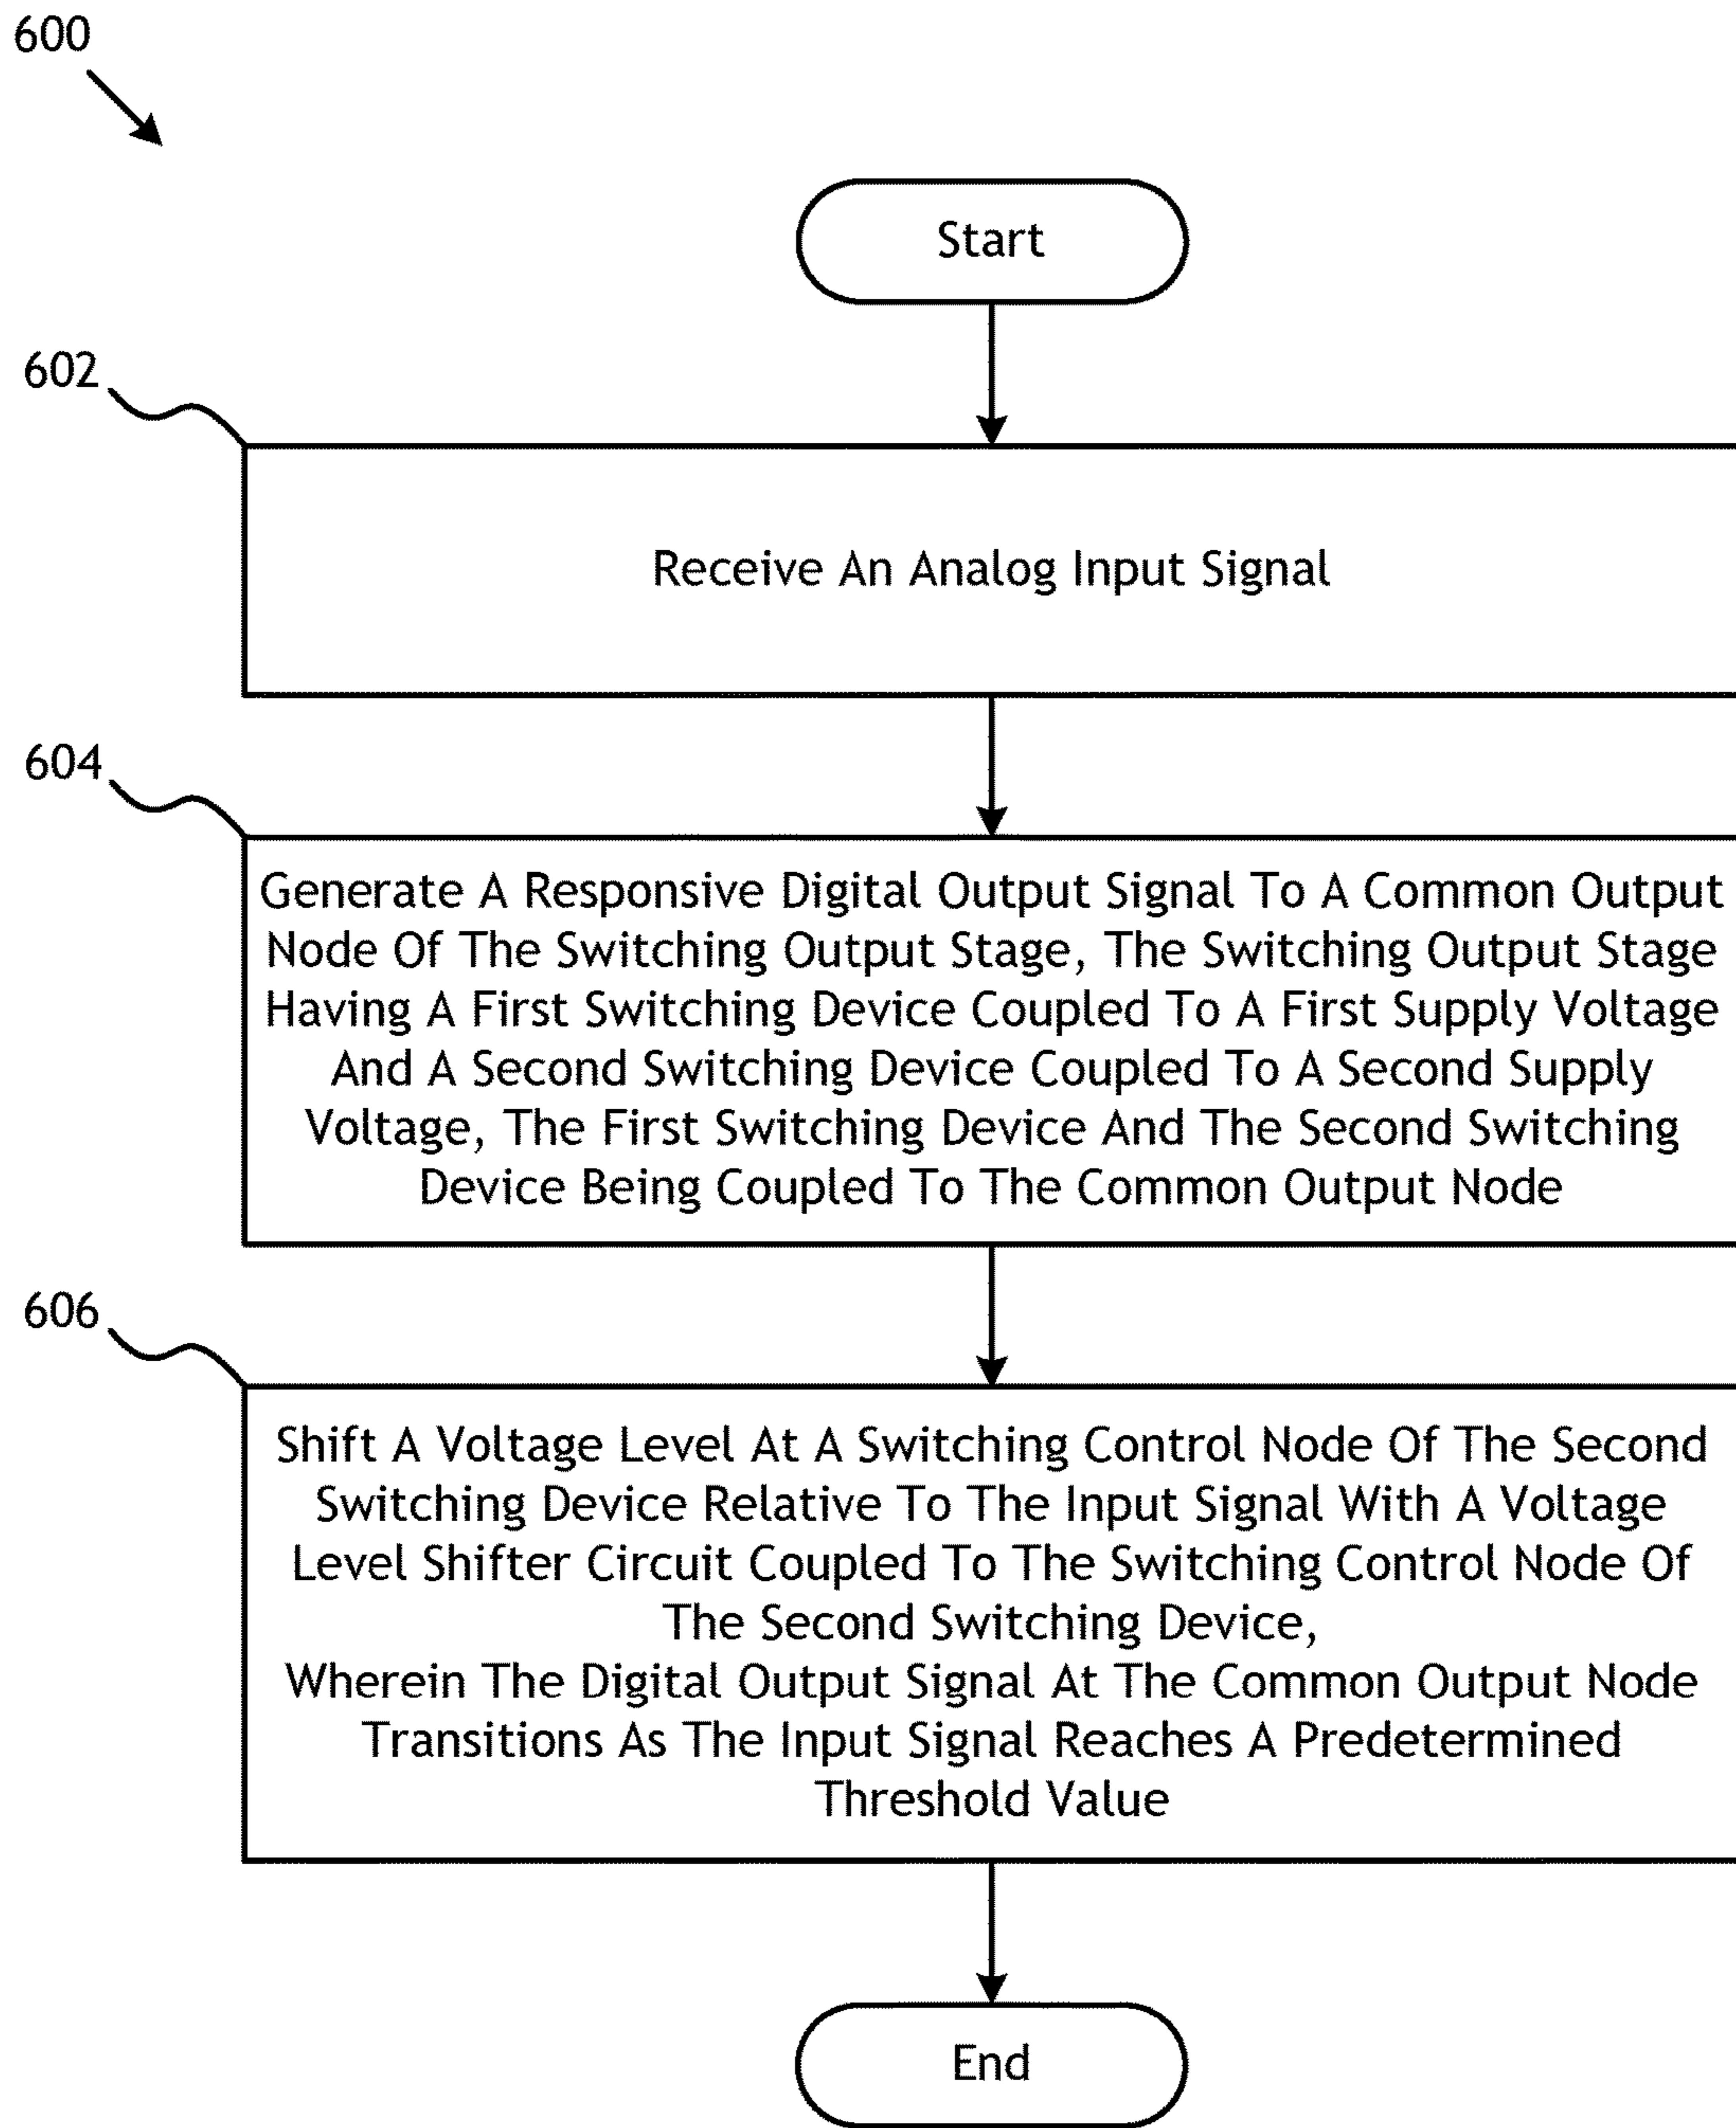 600
Start
602
Receive An Analog Input Signal
604
Generate A Responsive Digital Output Signal To A Common Output
Node Of The Switching Output Stage, The Switching Output Stage
Having A First Switching Device Coupled To A First Supply Voltage
And A Second Switching Device Coupled To A Second Supply
Voltage, The First Switching Device And The Second Switching
Device Being Coupled To The Common Output Node
606
Shift A Voltage Level At A Switching Control Node Of The Second
Switching Device Relative To The Input Signal With A Voltage
Level Shifter Circuit Coupled To The Switching Control Node Of
The Second Switching Device,
Wherein The Digital Output Signal At The Common Output Node
Transitions As The Input Signal Reaches A Predetermined
Threshold Value
End